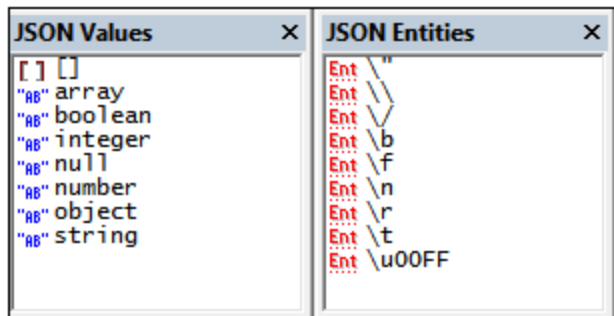 JSON Values ×
[ ] []
"AB" array
"AB" boolean
"AB" integer
"AB" null
"AB" number
"AB" object
"AB" string
JSON Entities ×
Ent \"
Ent \\
Ent \/
Ent \b
Ent \f
Ent \n
Ent \r
Ent \t
Ent \u00FF